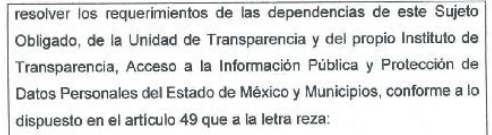 resolver los requerimientos de las dependencias de este Sujeto
Obligado, de la Unidad de Transparencia y del propio Instituto de
Transparencia, Acceso a la Información Pública y Protección de
Datos Personales del Estado de México y Municipios, conforme a lo
dispuesto en el artículo 49 que a la letra reza: